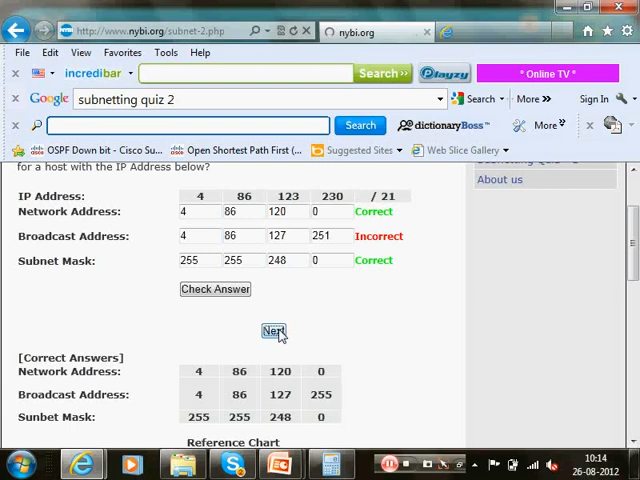 http://www.nybi.org/subnet-2.php
nybi.org
File Edit View Favorites Tools Help
x incredibar Search>> Playzy * Online TV *
x Google subnetting quiz 2 Search More >> Sign In
x Search dictionaryBoss™ More >> x
OSPF Down bit - Cisco Su... Open Shortest Path First (... Suggested Sites Web Slice Gallery
for a host with the IP Address below?
About us
IP Address: 4 86 123 230 / 21
Network Address: 4 86 120 0 Correct
Broadcast Address: 4 86 127 251 Incorrect
Subnet Mask: 255 255 248 0 Correct
Check Answer
Next
[Correct Answers]
Network Address: 4 86 120 0
Broadcast Address: 4 86 127 255
Sunbet Mask: 255 255 248 0
Reference Chart
10:14
26-08-2012